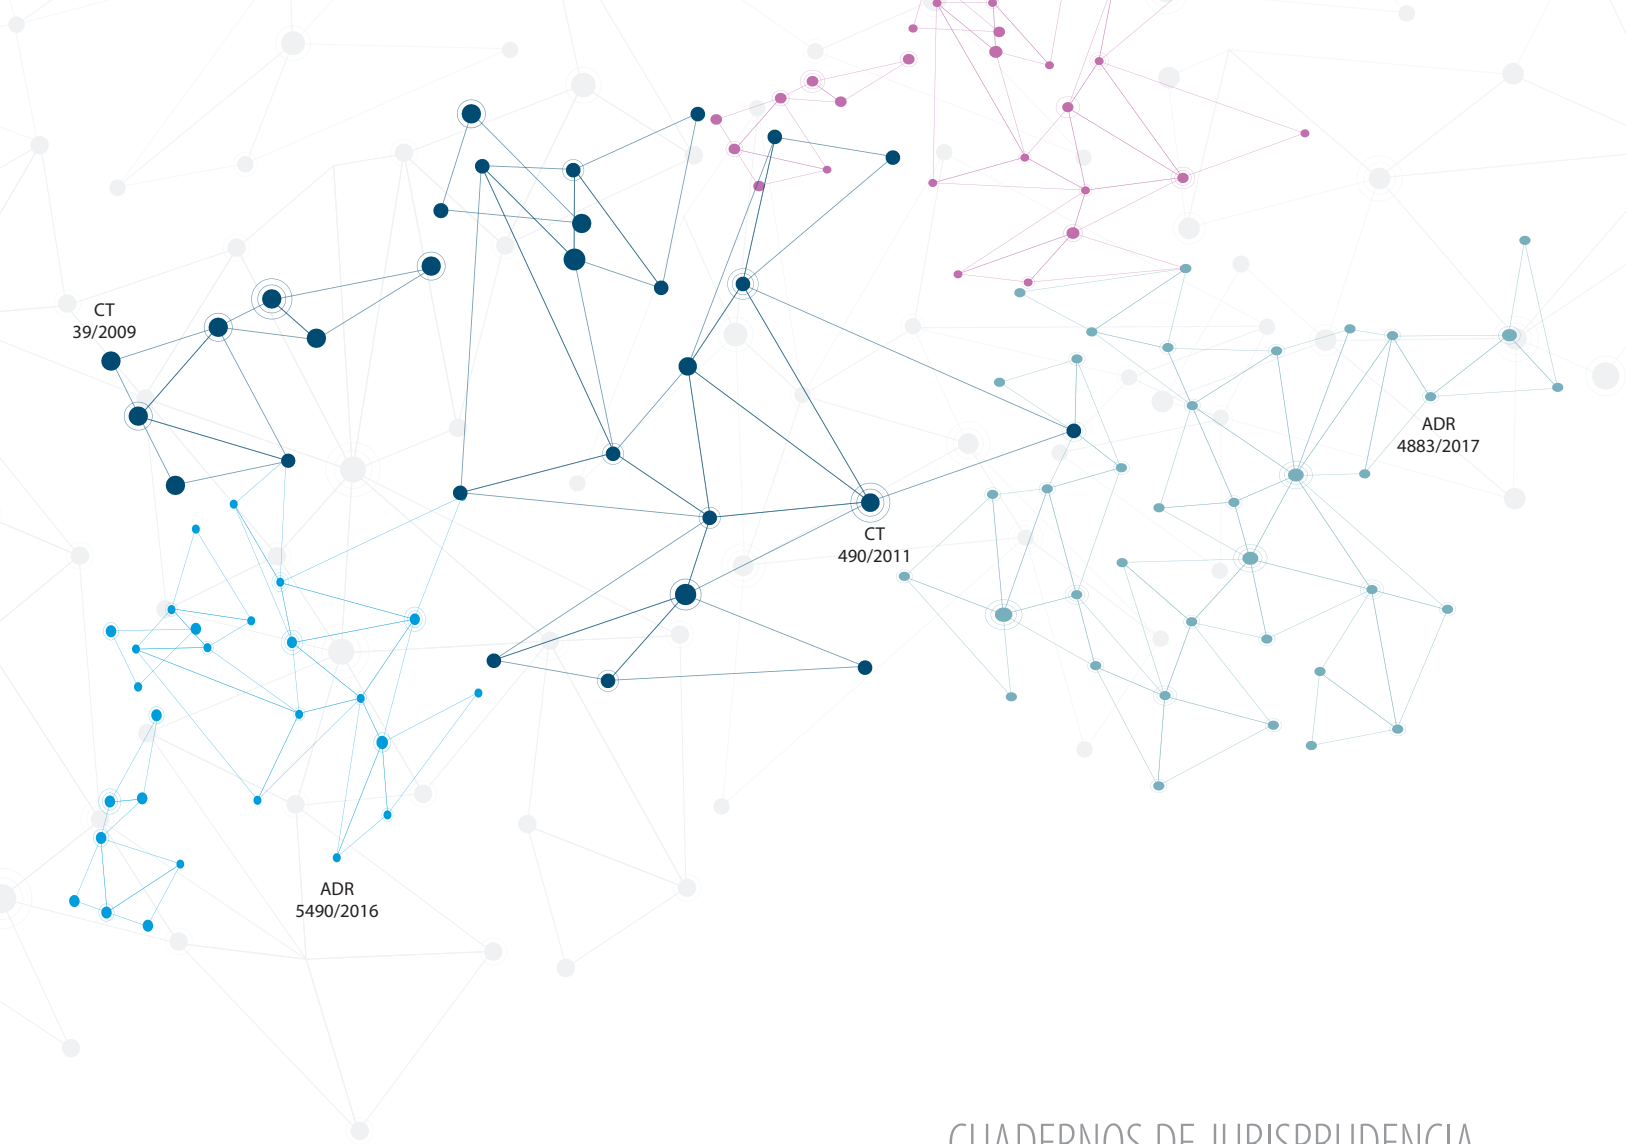 CT
39/2009
ADR
4883/2017
CT
490/2011
ADR
5490/2016
CUADERNOS DE JURISPRUDENCIA